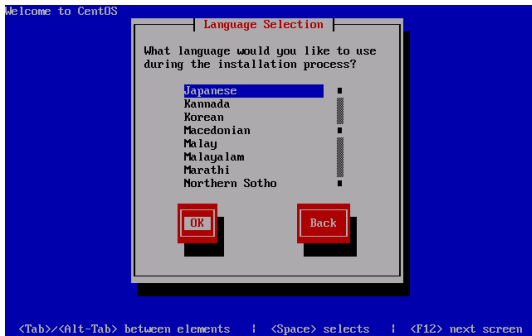 Welcome to CentOS
Language Selection
What language would you like to use
during the installation process?
Japanese
Kannada
Korean
Macedonian
Malay
Malayalam
Marathi
Northern Sotho
OK
Back
<Tab>/<Alt-Tab> between elements | <Space> selects | <F12> next screen